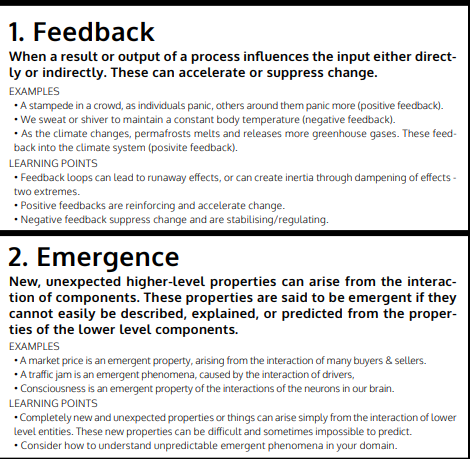 1. Feedback
When a result or output of a process influences the input either direct-
ly or indirectly. These can accelerate or suppress change.
EXAMPLES
• A stampede in a crowd, as individuals panic, others around them panic more (positive feedback).
• We sweat or shiver to maintain a constant body temperature (negative feedback).
• As the climate changes, permafrosts melts and releases more greenhouse gases. These feed-
back into the climate system (posivite feedback).
LEARNING POINTS
• Feedback loops can lead to runaway effects, or can create inertia through dampening of effects -
two extremes.
• Positive feedbacks are reinforcing and accelerate change.
• Negative feedback suppress change and are stabilising/regulating.
2. Emergence
New, unexpected higher-level properties can arise from the interac-
tion of components. These properties are said to be emergent if they
cannot easily be described, explained, or predicted from the proper-
ties of the lower level components.
EXAMPLES
• A market price is an emergent property, arising from the interaction of many buyers & sellers.
• A traffic jam is an emergent phenomena, caused by the interaction of drivers,
• Consciousness is an emergent property of the interactions of the neurons in our brain.
LEARNING POINTS
• Completely new and unexpected properties or things can arise simply from the interaction of lower
level entities. These new properties can be difficult and sometimes impossible to predict.
• Consider how to understand unpredictable emergent phenomena in your domain.